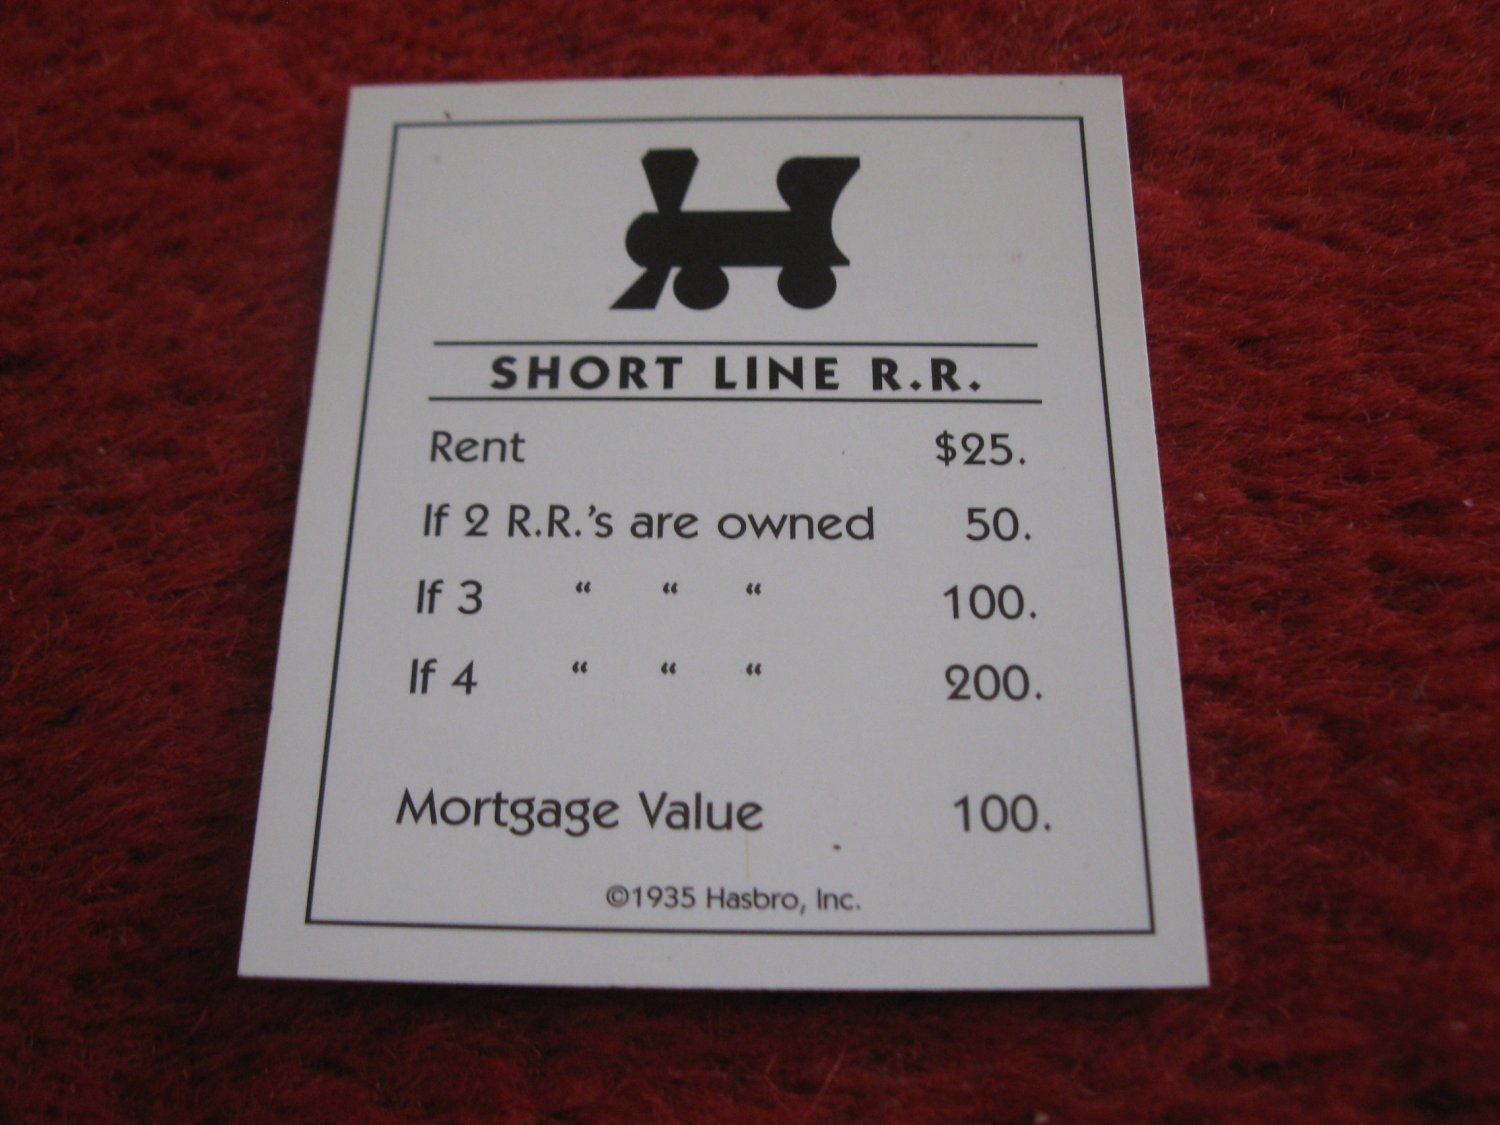 SHORT LINE R.R.
Rent $25.
If 2 R.R.'s are owned 50.
If 3 “ “ “ 100.
If 4 “ “ “ 200.
Mortgage Value 100.
©1935 Hasbro, Inc.